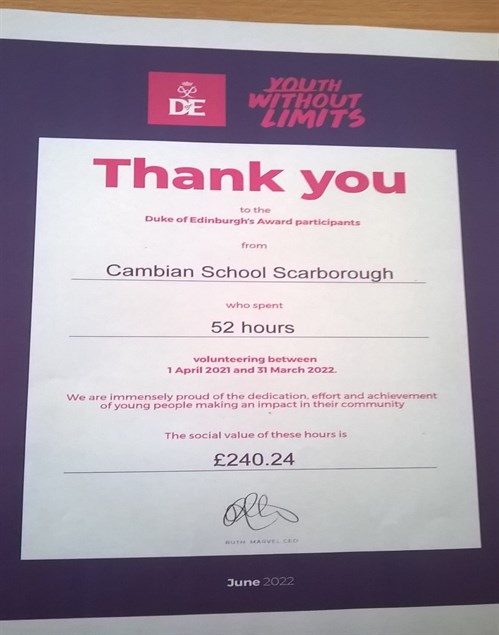 DofE
YOUTH
WITHOUT
LIMITS
Thank you
to the
Duke of Edinburgh's Award participants
from
Cambian School Scarborough
who spent
52 hours
volunteering between
1 April 2021 and 31 March 2022.
We are immensely proud of the dedication, effort and achievement
of young people making an impact in their community
The social value of these hours is
£240.24
RUTH MARVEL CEO
June 2022